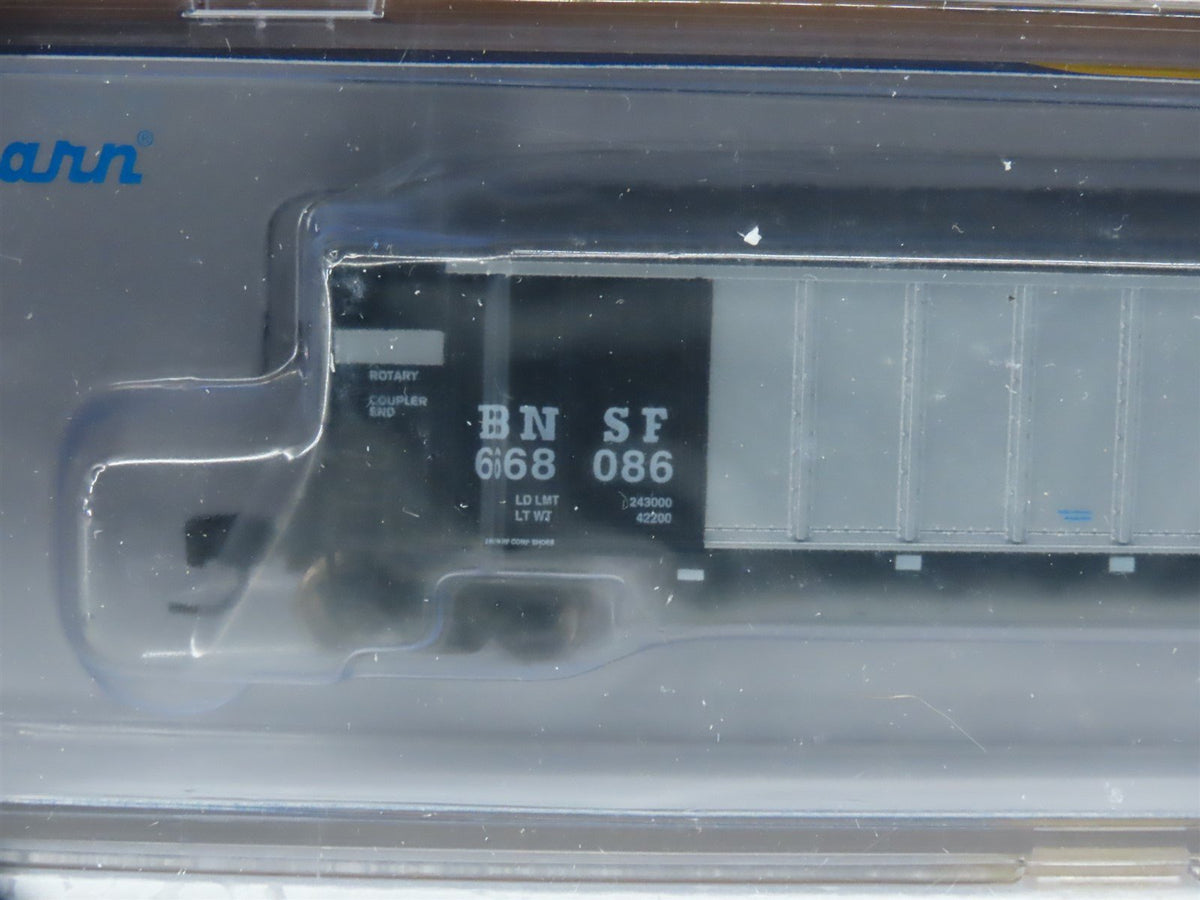 arn®
ROTARY
COUPLER
END
BN SF
668 086
LD LMT 243000
LT WT 42200